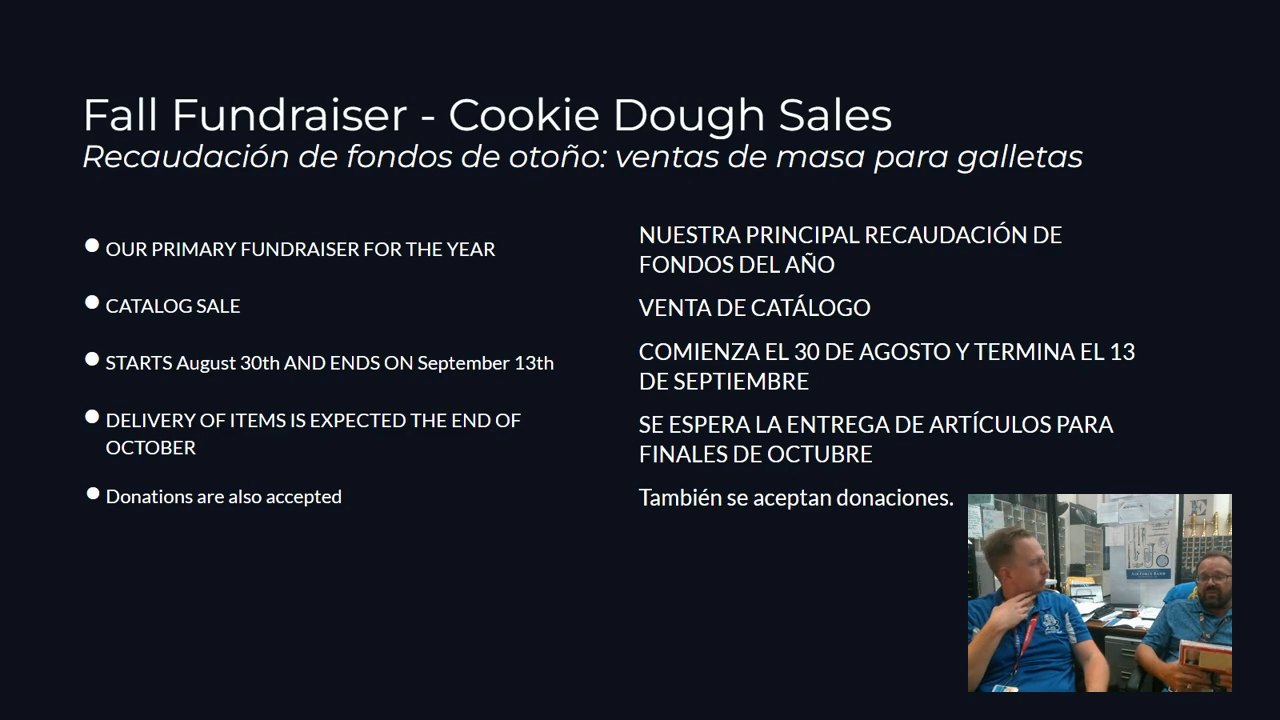 Fall Fundraiser - Cookie Dough Sales
Recaudación de fondos de otoño: ventas de masa para galletas
OUR PRIMARY FUNDRAISER FOR THE YEAR
CATALOG SALE
STARTS August 30th AND ENDS ON September 13th
DELIVERY OF ITEMS IS EXPECTED THE END OF
OCTOBER
Donations are also accepted
NUESTRA PRINCIPAL RECAUDACIÓN DE
FONDOS DEL AÑO
VENTA DE CATÁLOGO
COMIENZA EL 30 DE AGOSTO Y TERMINA EL 13
DE SEPTIEMBRE
SE ESPERA LA ENTREGA DE ARTÍCULOS PARA
FINALES DE OCTUBRE
También se aceptan donaciones.